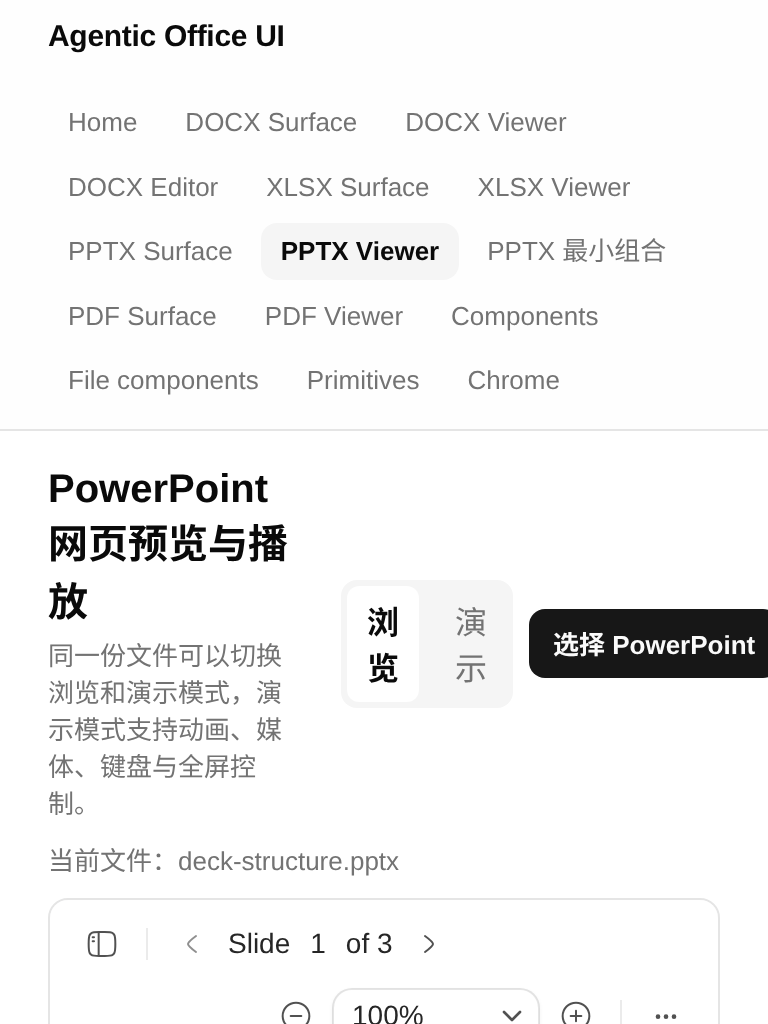 Agentic Office UI
Home DOCX Surface DOCX Viewer
DOCX Editor XLSX Surface XLSX Viewer
PPTX Surface PPTX Viewer PPTX 最小组合
PDF Surface PDF Viewer Components
File components Primitives Chrome
PowerPoint
网页预览与播
放
同一份文件可以切换
浏览和演示模式，演
示模式支持动画、媒
体、键盘与全屏控
制。
浏
览
演
示
选择 PowerPoint
当前文件：deck-structure.pptx
Slide 1 of 3
100%